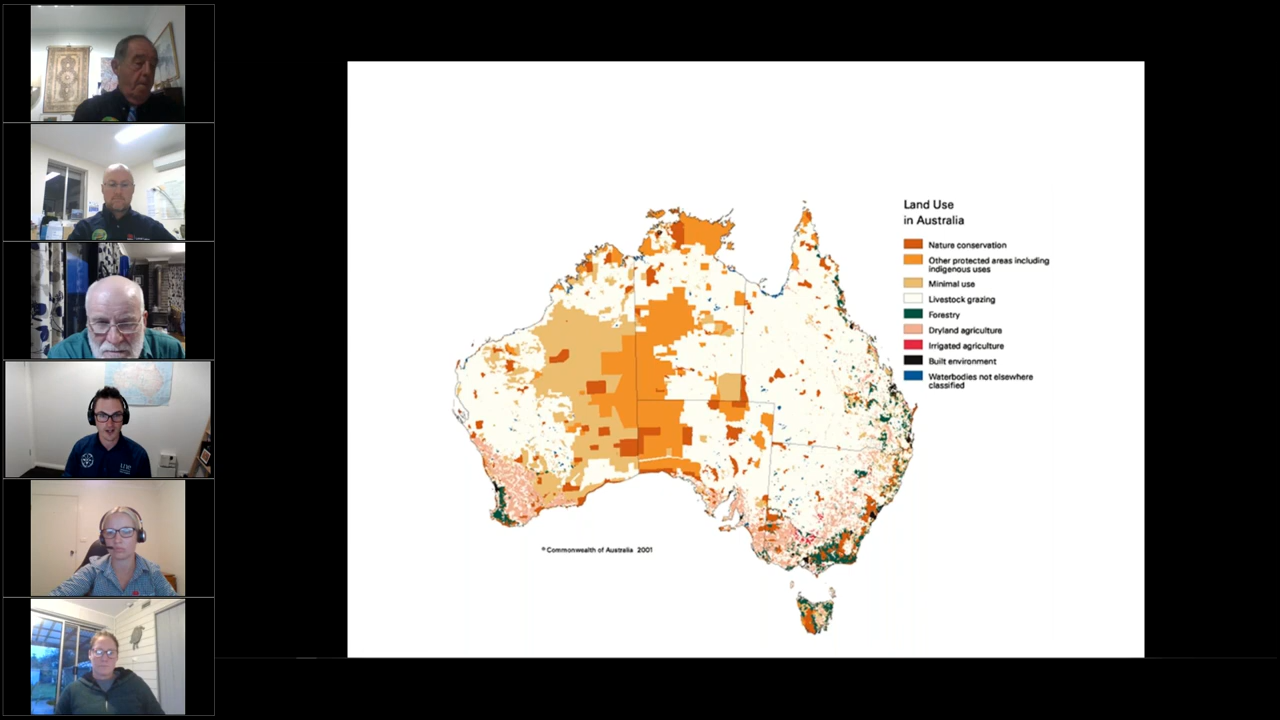 Land Use
in Australia
Nature conservation
Other protected areas including
indigenous uses
Minimal use
Livestock grazing
Forestry
Dryland agriculture
Irrigated agriculture
Built environment
Waterbodies not elsewhere
classified
© Commonwealth of Australia 2001